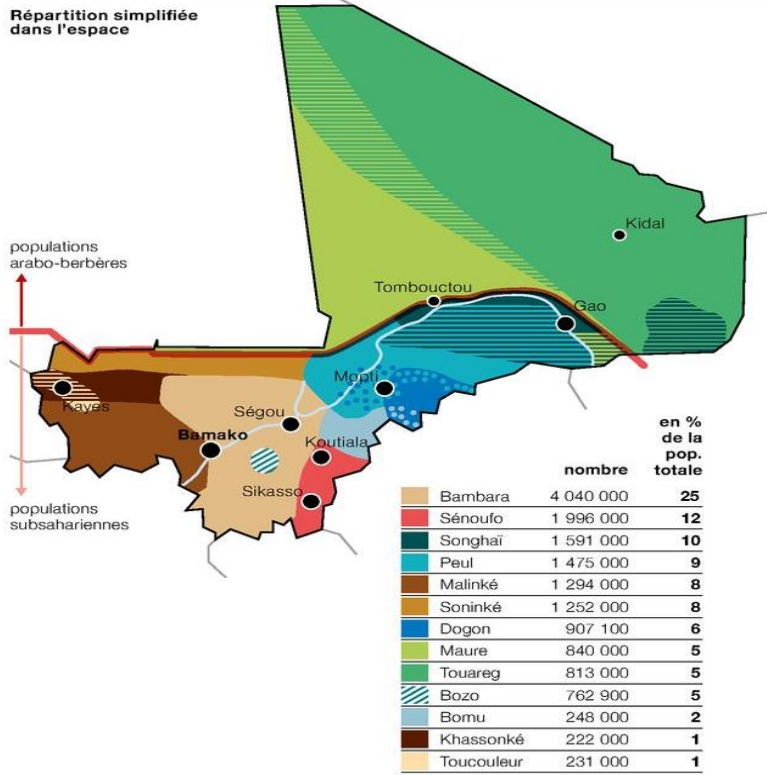 Répartition simplifiée
dans l'espace
Kidal
populations
arabo-berbères
Tombouctou
Gao
Mopti
Kayes
Ségou
Bamako
Koutiala
Sikasso
populations
subsahariennes
en %
de la
pop.
nombre totale
Bambara 4 040 000 25
Sénoufo 1 996 000 12
Songhaï 1 591 000 10
Peul 1 475 000 9
Malinké 1 294 000 8
Soninké 1 252 000 8
Dogon 907 100 6
Maure 840 000 5
Touareg 813 000 5
Bozo 762 900 5
Bomu 248 000 2
Khassonké 222 000 1
Toucouleur 231 000 1